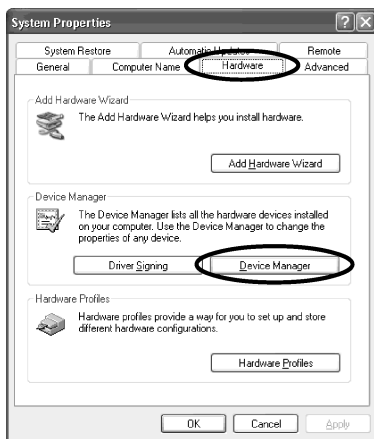 System Properties
System Restore Automatic Updates Remote
General Computer Name Hardware Advanced
Add Hardware Wizard
The Add Hardware Wizard helps you install hardware.
Add Hardware Wizard
Device Manager
The Device Manager lists all the hardware devices installed
on your computer. Use the Device Manager to change the
properties of any device.
Driver Signing Device Manager
Hardware Profiles
Hardware profiles provide a way for you to set up and store
different hardware configurations.
Hardware Profiles
OK Cancel Apply